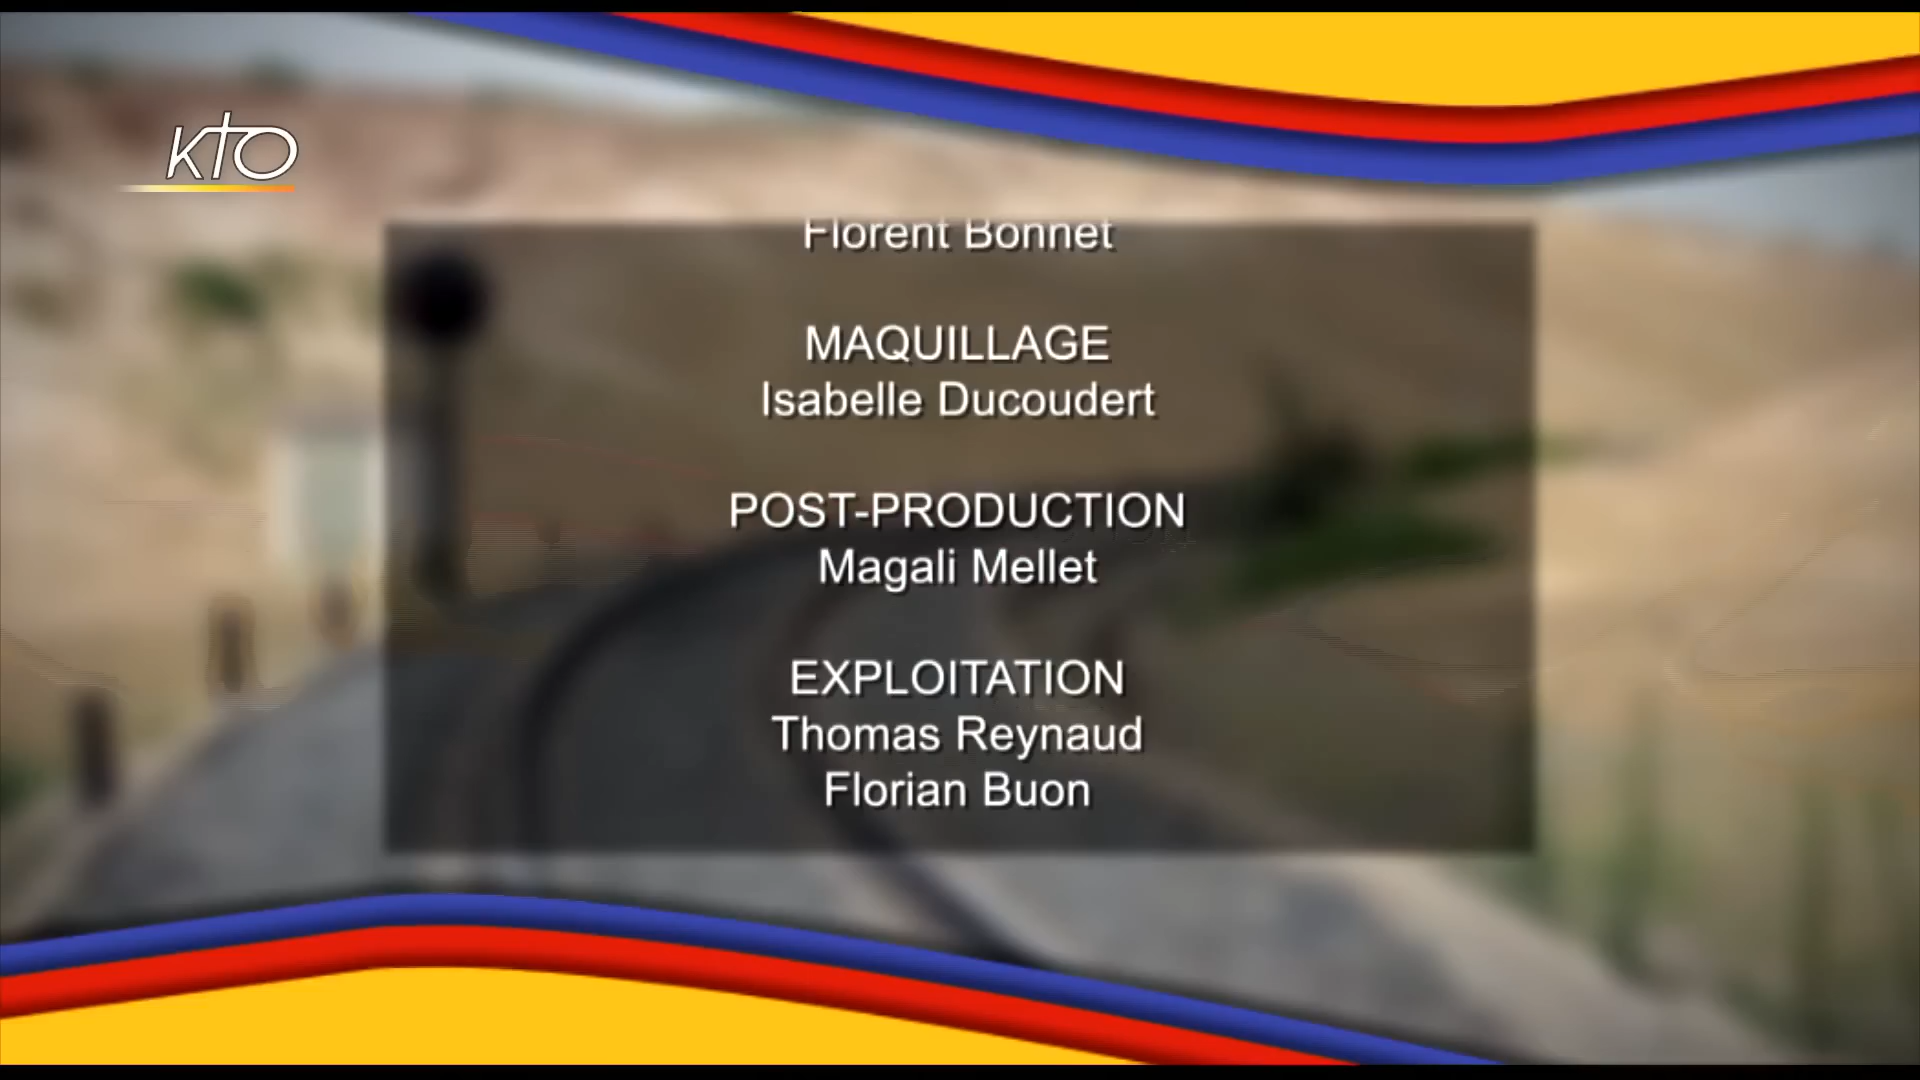 KTO
Florent Bonnet
MAQUILLAGE
Isabelle Ducoudert
POST-PRODUCTION
Magali Mellet
EXPLOITATION
Thomas Reynaud
Florian Buon